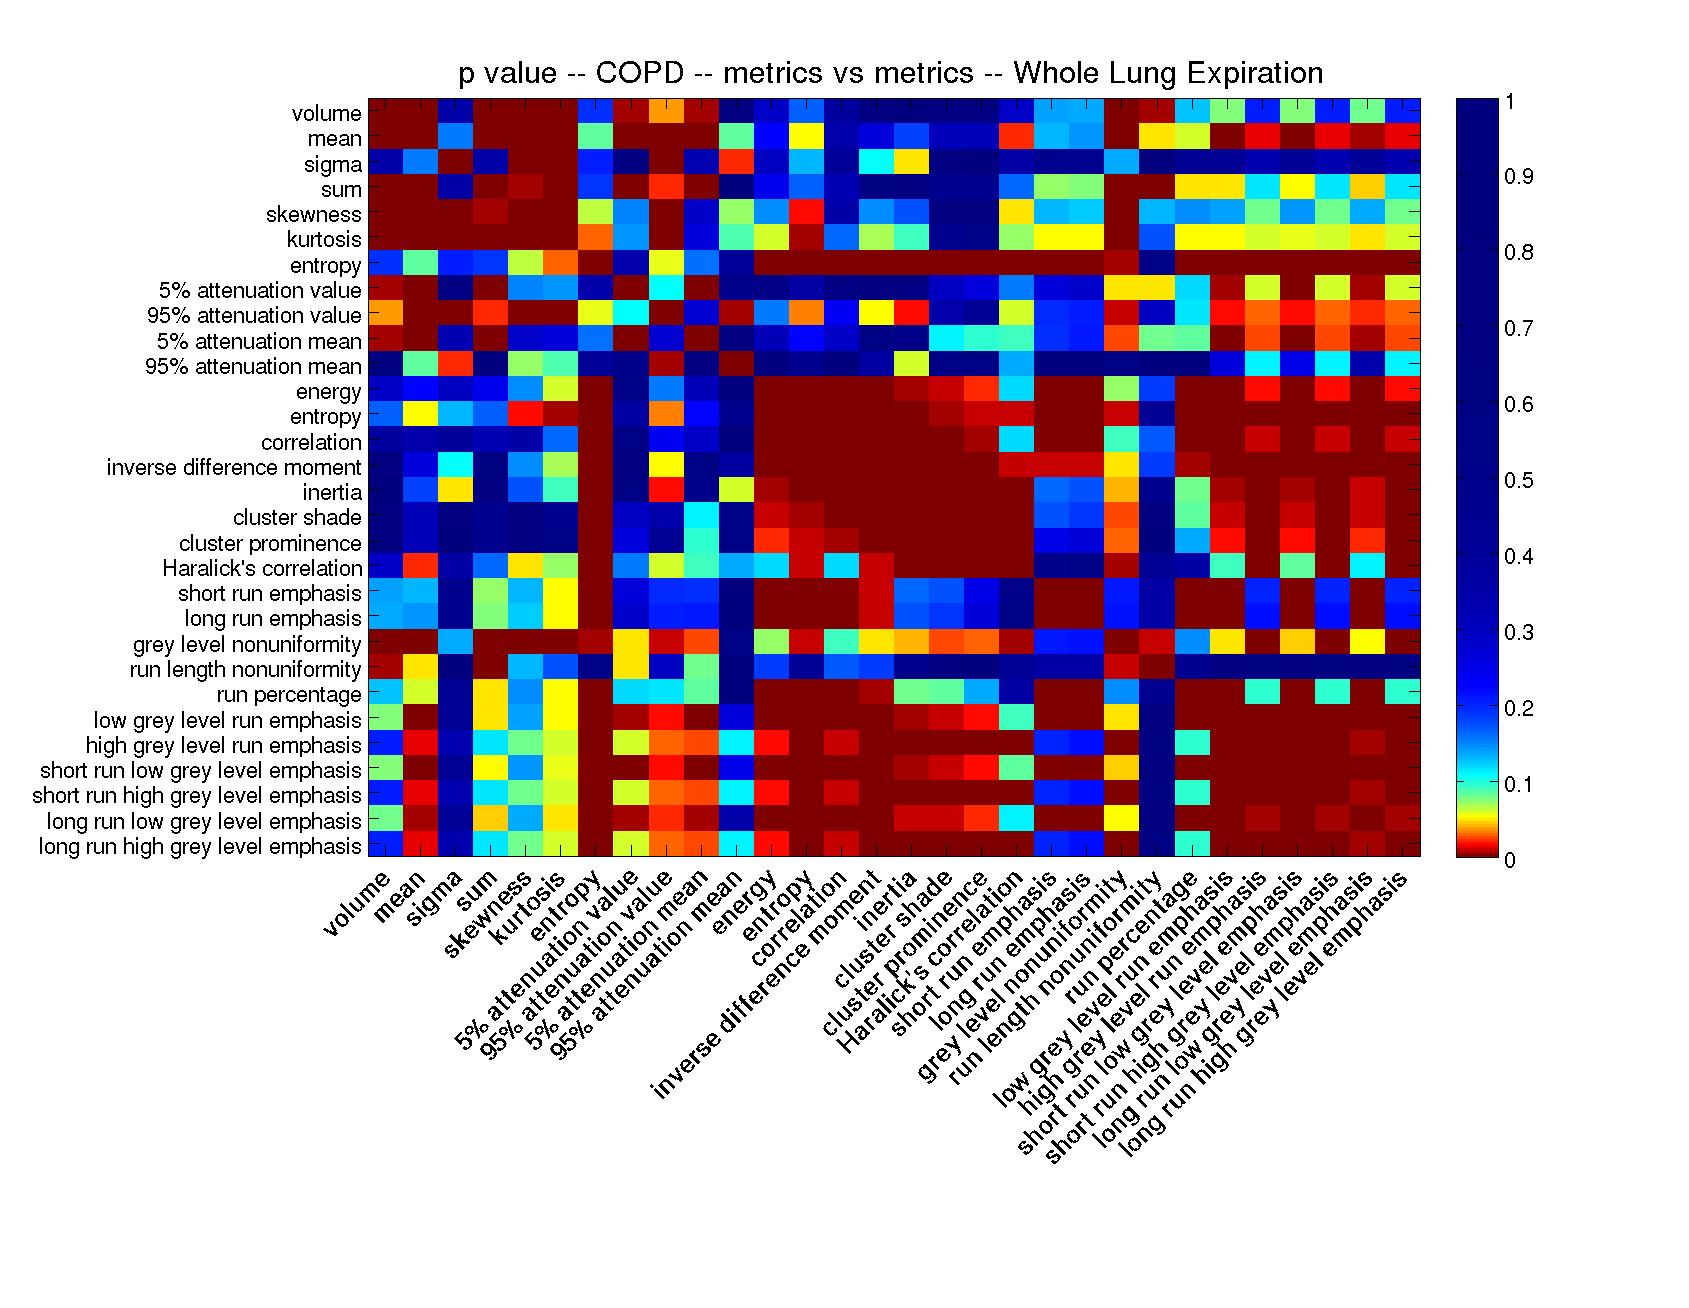 p value -- COPD -- metrics vs metrics -- Whole Lung Expiration
volume
mean
sigma
sum
skewness
kurtosis
entropy
5% attenuation value
95% attenuation value
5% attenuation mean
95% attenuation mean
energy
entropy
correlation
inverse difference moment
inertia
cluster shade
cluster prominence
Haralick's correlation
short run emphasis
long run emphasis
grey level nonuniformity
run length nonuniformity
run percentage
low grey level run emphasis
high grey level run emphasis
short run low grey level emphasis
short run high grey level emphasis
long run low grey level emphasis
long run high grey level emphasis
volume
mean
sigma
sum
skewness
kurtosis
entropy
5% attenuation value
95% attenuation value
5% attenuation mean
95% attenuation mean
energy
entropy
correlation
inverse difference moment
inertia
cluster shade
cluster prominence
Haralick's correlation
short run emphasis
long run emphasis
grey level nonuniformity
run length nonuniformity
run percentage
low grey level run emphasis
high grey level run emphasis
short run low grey level emphasis
short run high grey level emphasis
long run low grey level emphasis
long run high grey level emphasis
1
0.9
0.8
0.7
0.6
0.5
0.4
0.3
0.2
0.1
0